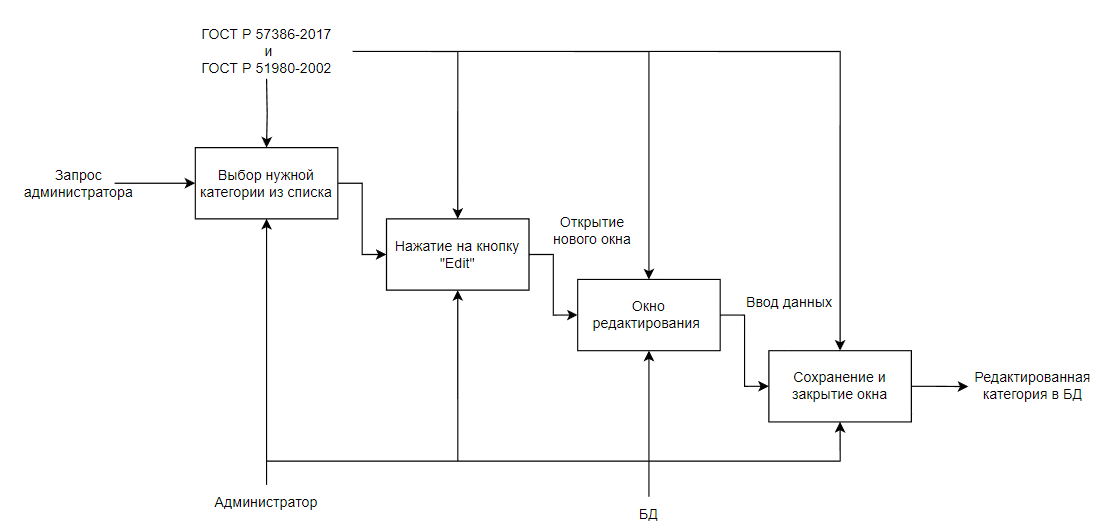 ГОСТ Р 57386-2017
и
ГОСТ Р 51980-2002
Запрос
администратора
Выбор нужной
категории из списка
Нажатие на кнопку
"Edit"
Открытие
нового окна
Окно
редактирования
Ввод данных
Сохранение и
закрытие окна
Редактированная
категория в БД
Администратор
БД